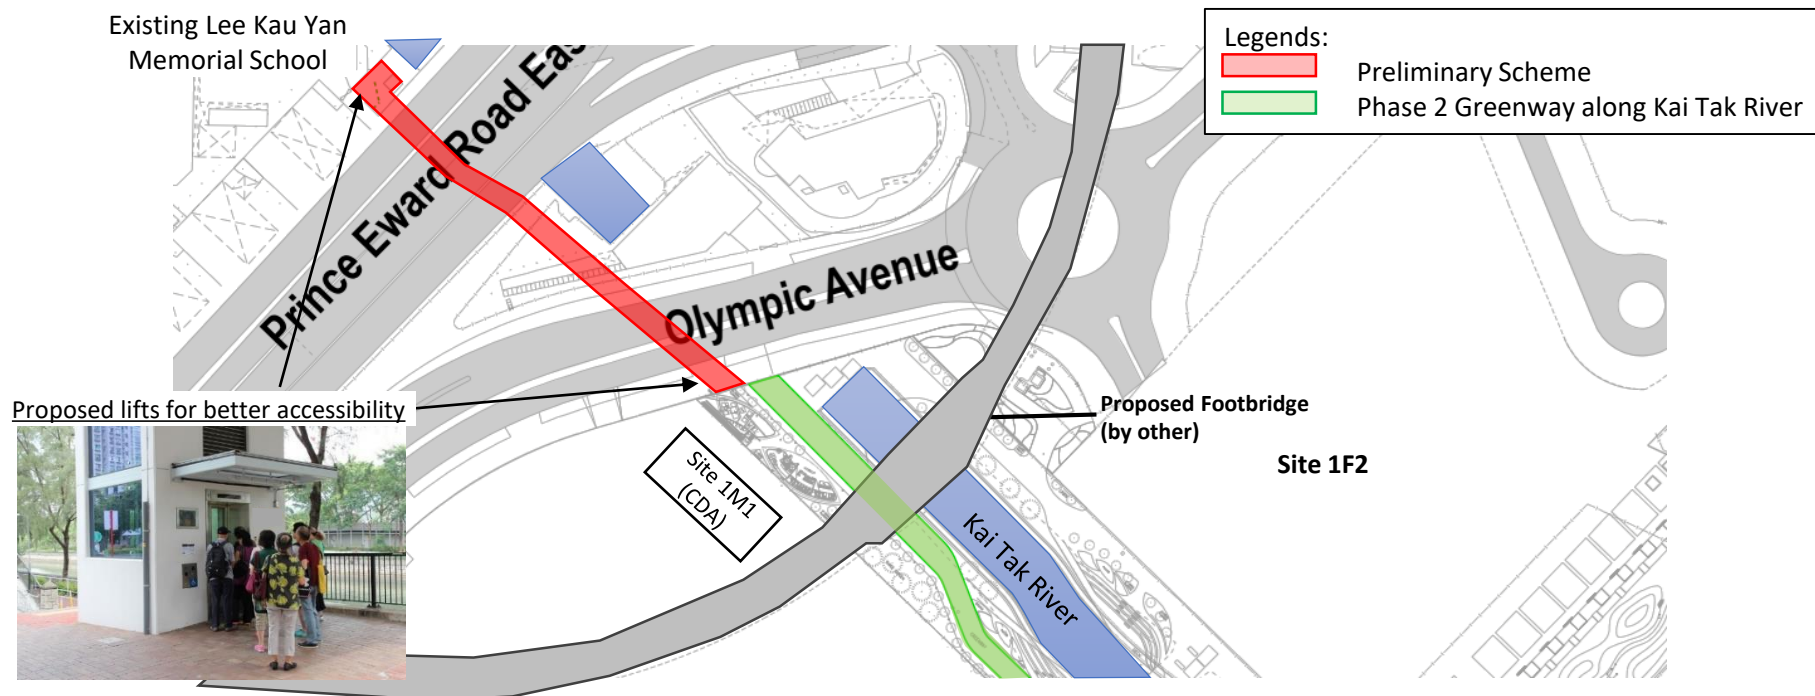 Existing Lee Kau Yan
Memorial School
Legends:
Preliminary Scheme
Phase 2 Greenway along Kai Tak River
Prince Eward Road Eas
Olympic Avenue
Proposed lifts for better accessibility
Proposed Footbridge
(by other)
Site 1F2
Site 1M1
(CDA)
Kai Tak River